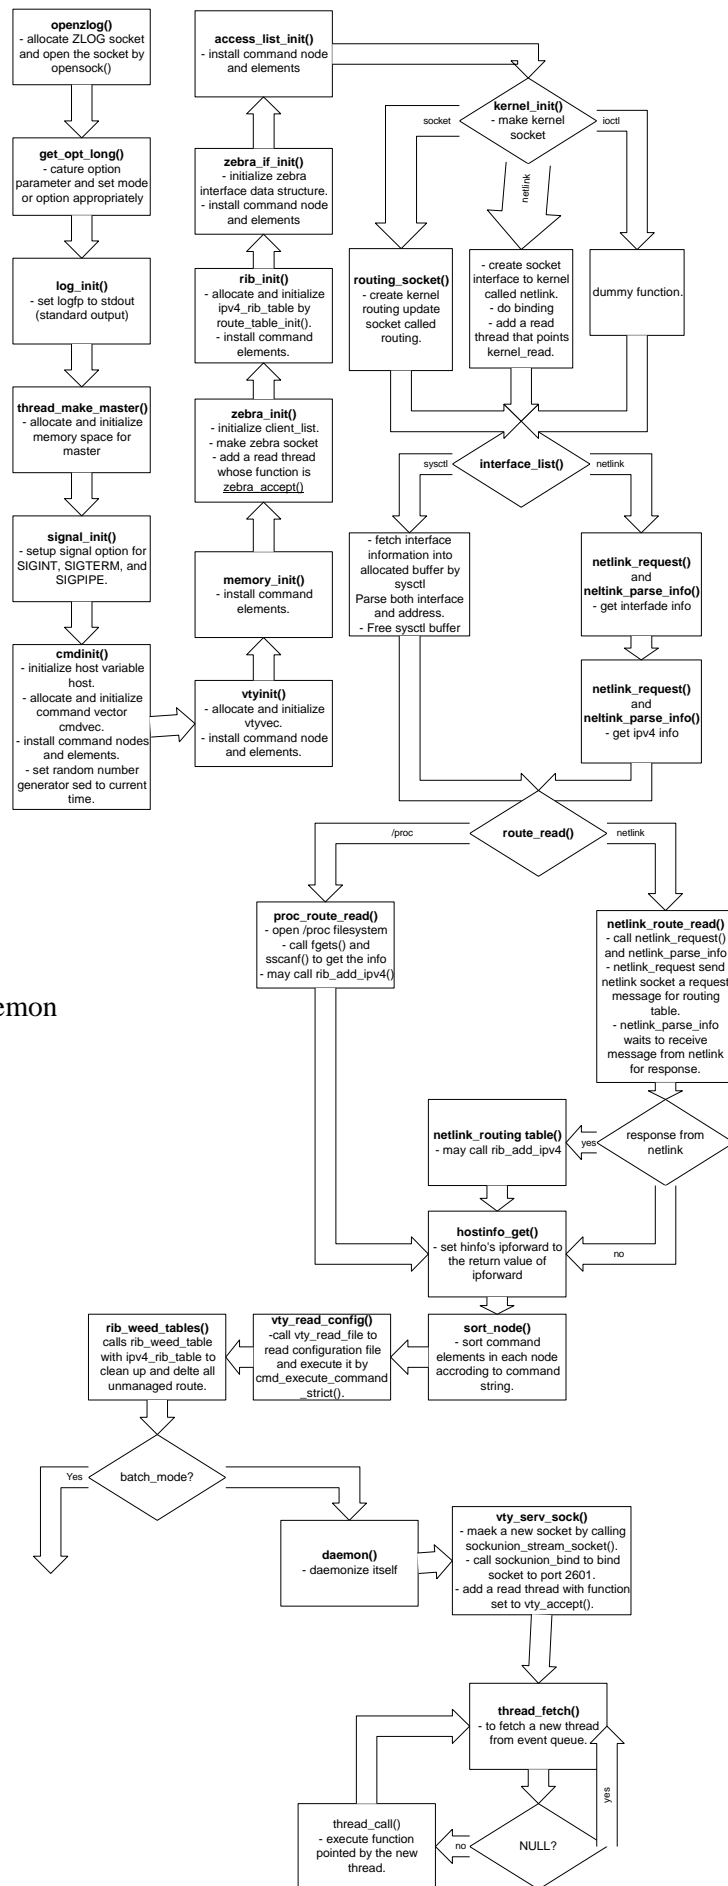 openzlog()
- allocate ZLOG socket
and open the socket by
opensock()
get_opt_long()
- cature option
parameter and set mode
or option appropriately
log_init()
- set logfp to stdout
(standard output)
thread_make_master()
- allocate and initialize
memory space for
master
signal_init()
- setup signal option for
SIGINT, SIGTERM, and
SIGPIPE.
cmdinit()
- initialize host variable
host.
- allocate and initialize
command vector
cmdvec.
- install command nodes
and elements.
- set random number
generator sed to current
time.
vtyinit()
- allocate and initialize
vtyvec.
- install command node
and elements.
memory_init()
- install command
elements.
zebra_init()
- initialize client_list.
- make zebra socket
- add a read thread
whose function is
zebra_accept()
rib_init()
- allocate and initialize
ipv4_rib_table by
route_table_init().
- install command
elements.
zebra_if_init()
- initialize zebra
interface data structure.
- install command node
and elements
access_list_init()
- install command node
and elements
kernel_init()
- make kernel
socket
socket
netlink
ioctl
routing_socket()
- create kernel
routing update
socket called
routing.
- create socket
interface to kernel
called netlink.
- do binding
- add a read
thread that points
kernel_read.
dummy function.
interface_list()
sysctl
netlink
- fetch interface
information into
allocated buffer by
sysctl
Parse both interface
and address.
- Free sysctl buffer
netlink_request()
and
neltink_parse_info()
- get interfade info
netlink_request()
and
neltink_parse_info()
- get ipv4 info
route_read()
/proc
netlink
proc_route_read()
- open /proc filesystem
- call fgets() and
sscanf() to get the info
- may call rib_add_ipv4()
netlink_route_read()
- call netlink_request()
and netlink_parse_info
- netlink_request send
netlink socket a request
message for routing
table.
- netlink_parse_info
waits to receive
message from netlink
for response.
emon
response from
netlink
yes
no
netlink_routing table()
- may call rib_add_ipv4
hostinfo_get()
- set hinfo's ipforward to
the return value of
ipforward
sort_node()
- sort command
elements in each node
accroding to command
string.
vty_read_config()
-call vty_read_file to
read configuration file
and execute it by
cmd_execute_command
_strict().
rib_weed_tables()
calls rib_weed_table
with ipv4_rib_table to
clean up and delte all
unmanaged route.
batch_mode?
Yes
daemon()
- daemonize itself
vty_serv_sock()
- maek a new socket by calling
sockunion_stream_socket().
- call sockunion_bind to bind
socket to port 2601.
- add a read thread with function
set to vty_accept().
thread_fetch()
- to fetch a new thread
from event queue.
NULL?
yes
no
thread_call()
- execute function
pointed by the new
thread.